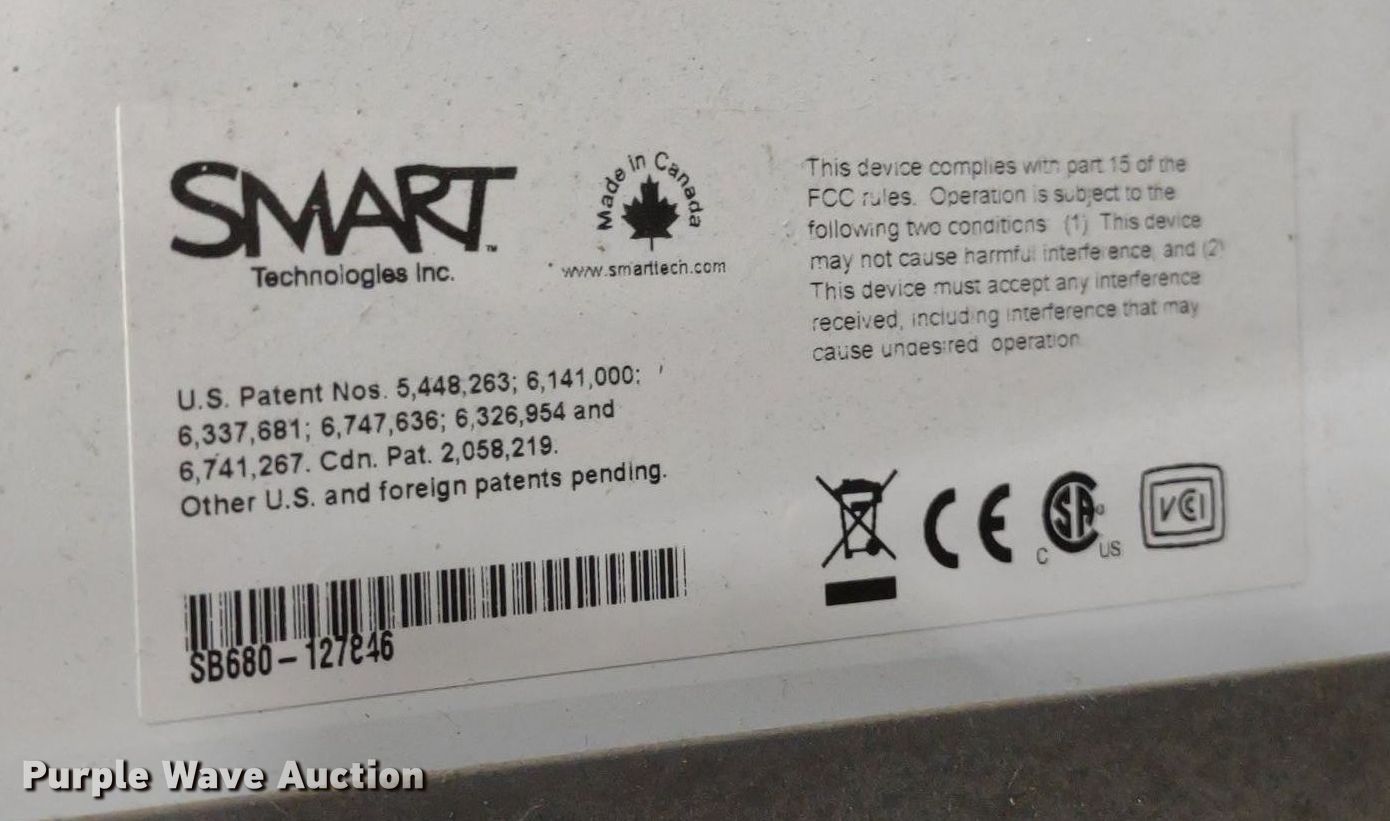 SMART™
Technologies Inc.
Made in Canada
www.smarttech.com
This device complies with part 15 of the
FCC rules. Operation is subject to the
following two conditions (1) This device
may not cause harmful interference, and (2)
This device must accept any interference
received, including interference that may
cause undesired operation
U.S. Patent Nos. 5,448,263; 6,141,000;
6,337,681; 6,747,636; 6,326,954 and
6,741,267. Cdn. Pat. 2,058,219.
Other U.S. and foreign patents pending.
CE
C SA US
VCI
SB680-127846
Purple Wave Auction